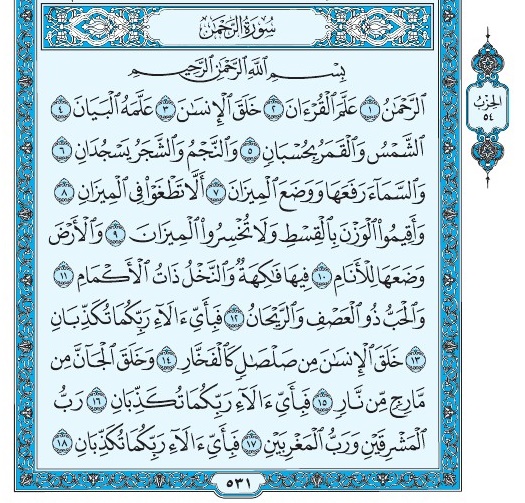 سُورَةُ الرَّحْمَٰن
بِسْمِ ٱللَّهِ ٱلرَّحْمَٰنِ ٱلرَّحِيمِ
ٱلرَّحْمَٰنُ ١ عَلَّمَ ٱلْقُرْءَانَ ٢ خَلَقَ ٱلْإِنسَٰنَ ٣ عَلَّمَهُ ٱلْبَيَانَ ٤
ٱلشَّمْسُ وَٱلْقَمَرُ بِحُسْبَانٍ ٥ وَٱلنَّجْمُ وَٱلشَّجَرُ يَسْجُدَانِ ٦
وَٱلسَّمَآءَ رَفَعَهَا وَوَضَعَ ٱلْمِيزَانَ ٧ أَلَّا تَطْغَوْا۟ فِى ٱلْمِيزَانِ ٨
وَأَقِيمُوا۟ ٱلْوَزْنَ بِٱلْقِسْطِ وَلَا تُخْسِرُوا۟ ٱلْمِيزَانَ ٩ وَٱلْأَرْضَ
وَضَعَهَا لِلْأَنَامِ ١٠ فِيهَا فَٰكِهَةٌ وَٱلنَّخْلُ ذَاتُ ٱلْأَكْمَامِ ١١
وَٱلْحَبُّ ذُو ٱلْعَصْفِ وَٱلرَّيْحَانُ ١٢ فَبِأَىِّ ءَالَآءِ رَبِّكُمَا تُكَذِّبَانِ
١٣ خَلَقَ ٱلْإِنسَٰنَ مِن صَلْصَٰلٍ كَٱلْفَخَّارِ ١٤ وَخَلَقَ ٱلْجَآنَّ مِن
مَّارِجٍ مِّن نَّارٍ ١٥ فَبِأَىِّ ءَالَآءِ رَبِّكُمَا تُكَذِّبَانِ ١٦ رَبُّ
ٱلْمَشْرِقَيْنِ وَرَبُّ ٱلْمَغْرِبَيْنِ ١٧ فَبِأَىِّ ءَالَآءِ رَبِّكُمَا تُكَذِّبَانِ ١٨
٥٣١
الحِزْبُ
٥٤